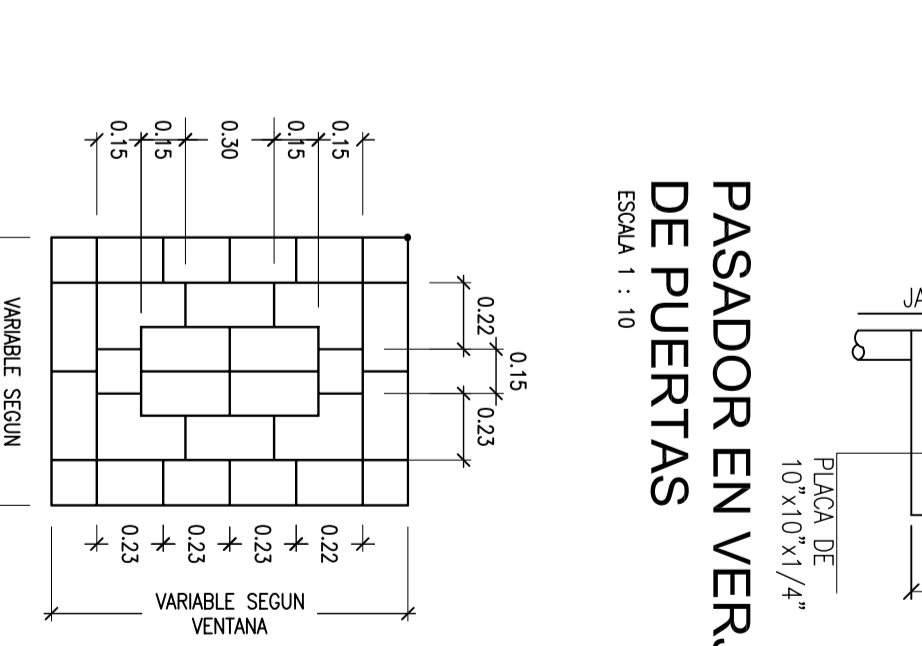 0.15
0.15
0.30
0.15
0.15
0.22
0.15
0.23
0.23
0.23
0.23
0.22
VARIABLE SEGUN
VENTANA
VARIABLE SEGUN
PASADOR EN VER
DE PUERTAS
ESCALA 1 : 10
PLACA DE
10"x10"x1/4"
JA